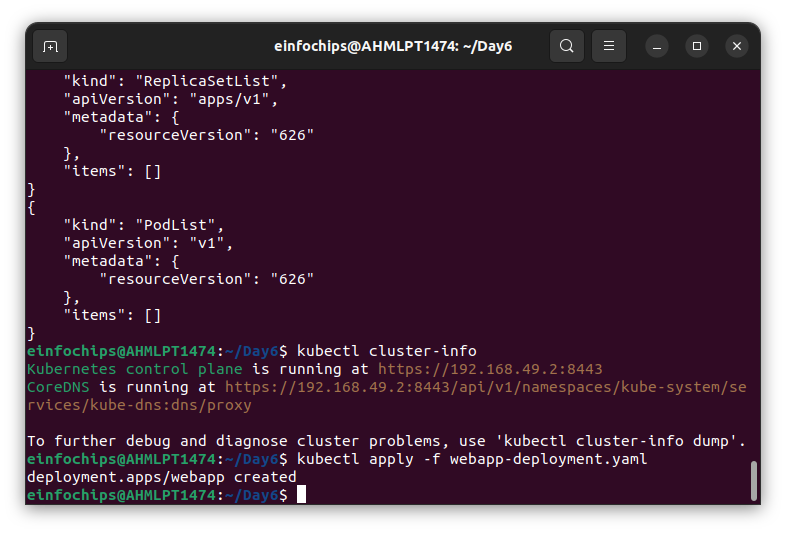 einfochips@AHMLPT1474: ~/Day6
    "kind": "ReplicaSetList",
    "apiVersion": "apps/v1",
    "metadata": {
        "resourceVersion": "626"
    },
    "items": []
}
{
    "kind": "PodList",
    "apiVersion": "v1",
    "metadata": {
        "resourceVersion": "626"
    },
    "items": []
}
einfochips@AHMLPT1474:~/Day6$ kubectl cluster-info
Kubernetes control plane is running at https://192.168.49.2:8443
CoreDNS is running at https://192.168.49.2:8443/api/v1/namespaces/kube-system/se
rvices/kube-dns:dns/proxy

To further debug and diagnose cluster problems, use 'kubectl cluster-info dump'.
einfochips@AHMLPT1474:~/Day6$ kubectl apply -f webapp-deployment.yaml
deployment.apps/webapp created
einfochips@AHMLPT1474:~/Day6$